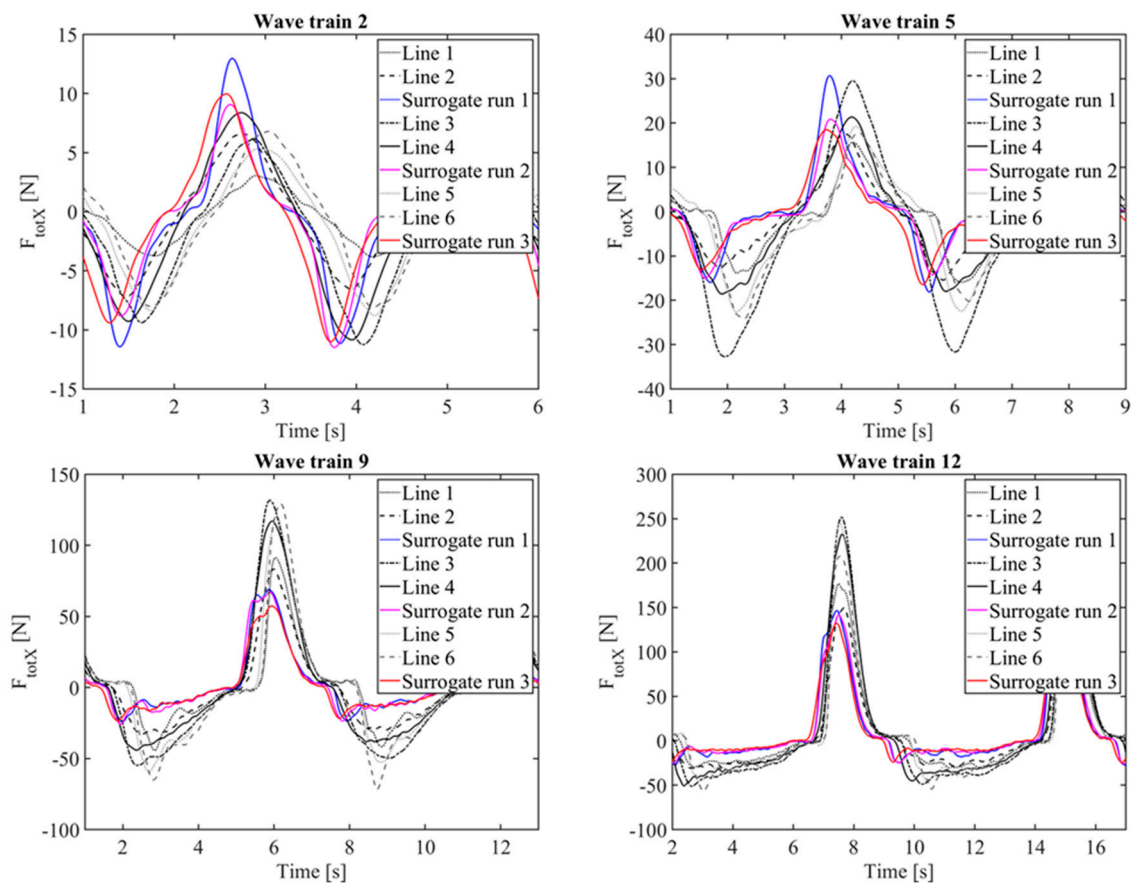 Wave train 2
15
10
5
0
-5
-10
-15
F_totX [N]
1 2 3 4 5 6
Time [s]
Line 1
Line 2
Surrogate run 1
Line 3
Line 4
Surrogate run 2
Line 5
Line 6
Surrogate run 3
Wave train 5
40
30
20
10
0
-10
-20
-30
-40
F_totX [N]
1 2 3 4 5 6 7 8 9
Time [s]
Line 1
Line 2
Surrogate run 1
Line 3
Line 4
Surrogate run 2
Line 5
Line 6
Surrogate run 3
Wave train 9
150
100
50
0
-50
-100
F_totX [N]
2 4 6 8 10 12
Time [s]
Line 1
Line 2
Surrogate run 1
Line 3
Line 4
Surrogate run 2
Line 5
Line 6
Surrogate run 3
Wave train 12
300
250
200
150
100
50
0
-50
-100
F_totX [N]
2 4 6 8 10 12 14 16
Time [s]
Line 1
Line 2
Surrogate run 1
Line 3
Line 4
Surrogate run 2
Line 5
Line 6
Surrogate run 3